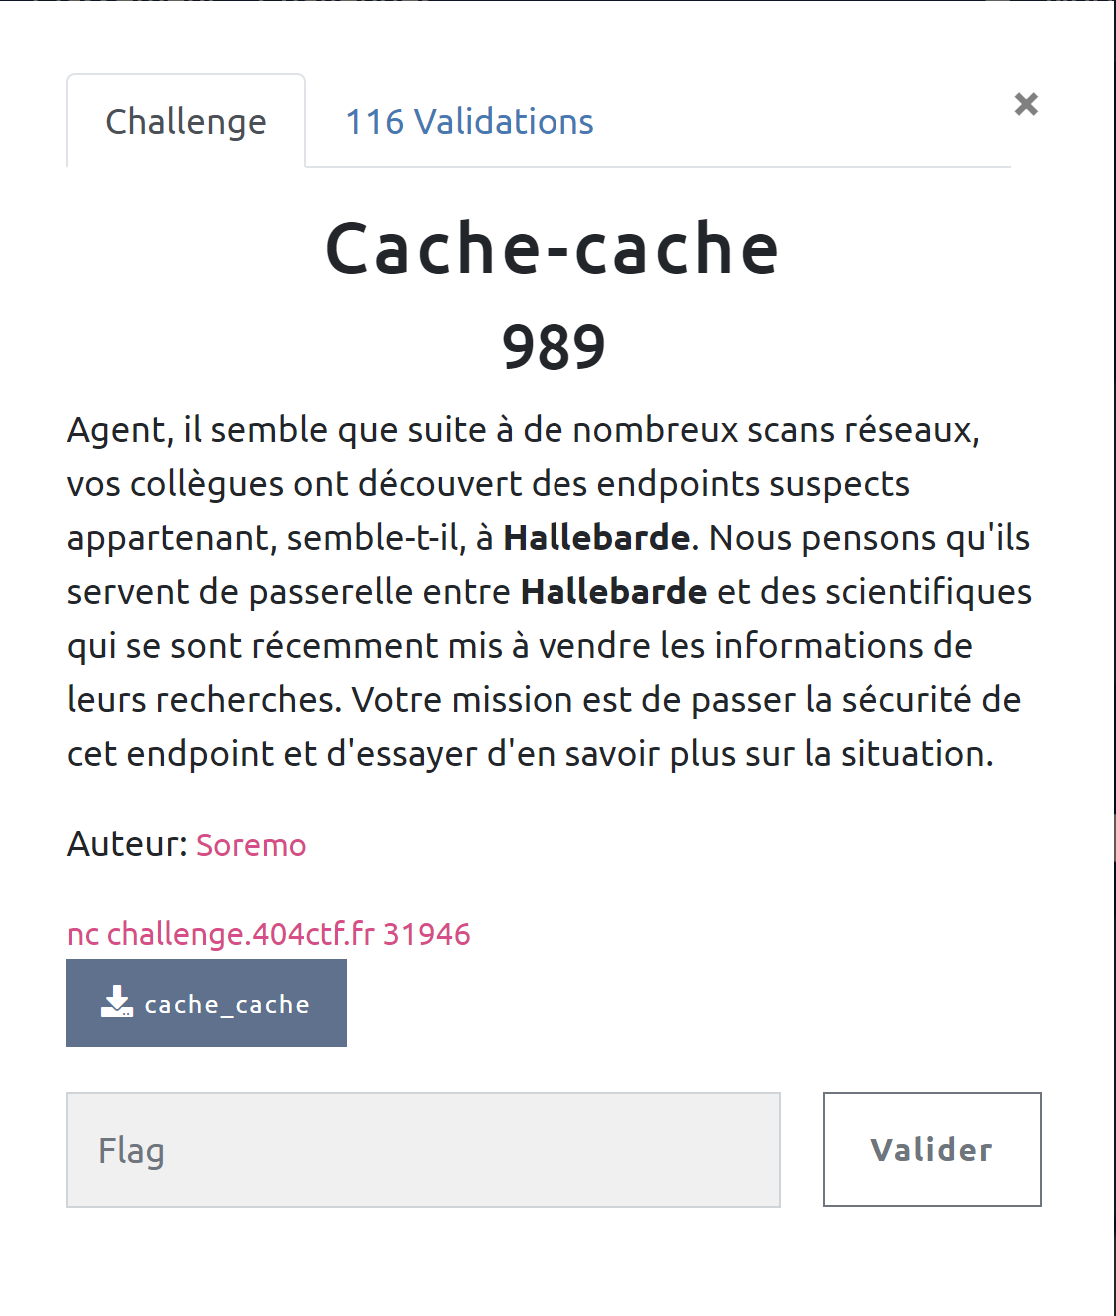 Challenge
116 Validations
×
Cache-cache
989
Agent, il semble que suite à de nombreux scans réseaux,
vos collègues ont découvert des endpoints suspects
appartenant, semble-t-il, à Hallebarde. Nous pensons qu'ils
servent de passerelle entre Hallebarde et des scientifiques
qui se sont récemment mis à vendre les informations de
leurs recherches. Votre mission est de passer la sécurité de
cet endpoint et d'essayer d'en savoir plus sur la situation.
Auteur: Soremo
nc challenge.404ctf.fr 31946
cache_cache
Flag
Valider